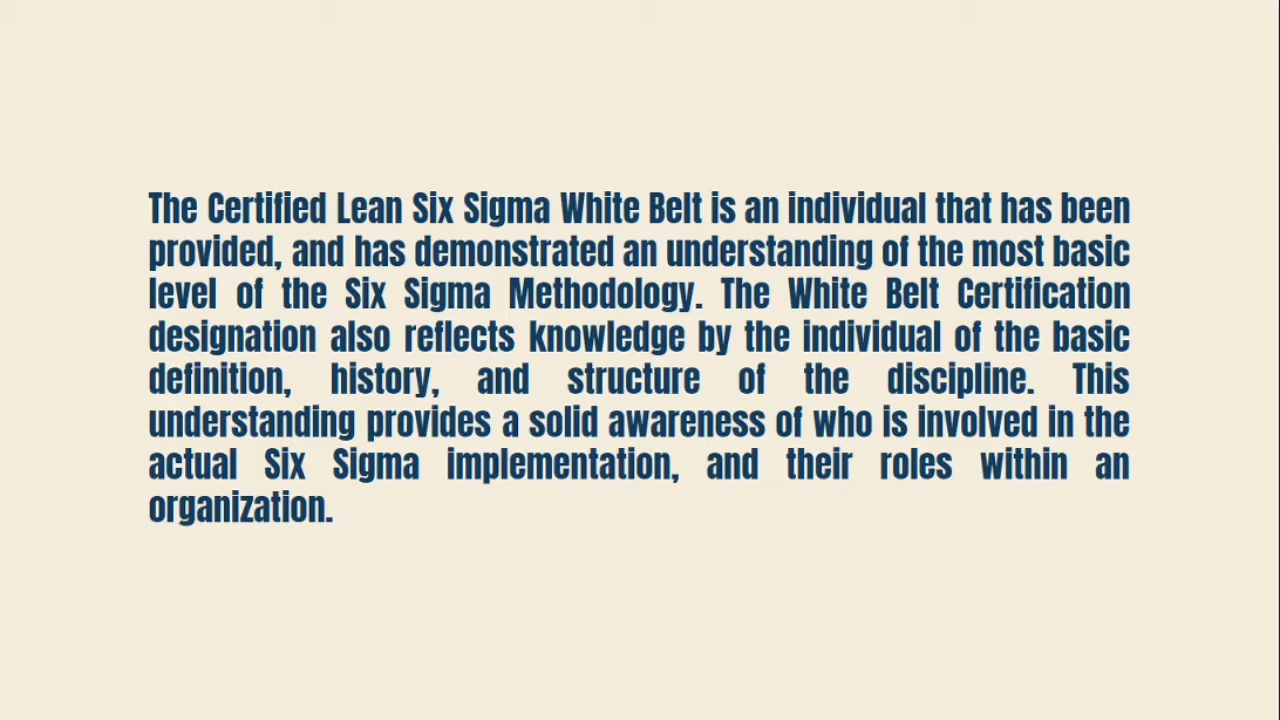 The Certified Lean Six Sigma White Belt is an individual that has been
provided, and has demonstrated an understanding of the most basic
level of the Six Sigma Methodology. The White Belt Certification
designation also reflects knowledge by the individual of the basic
definition, history, and structure of the discipline. This
understanding provides a solid awareness of who is involved in the
actual Six Sigma implementation, and their roles within an
organization.